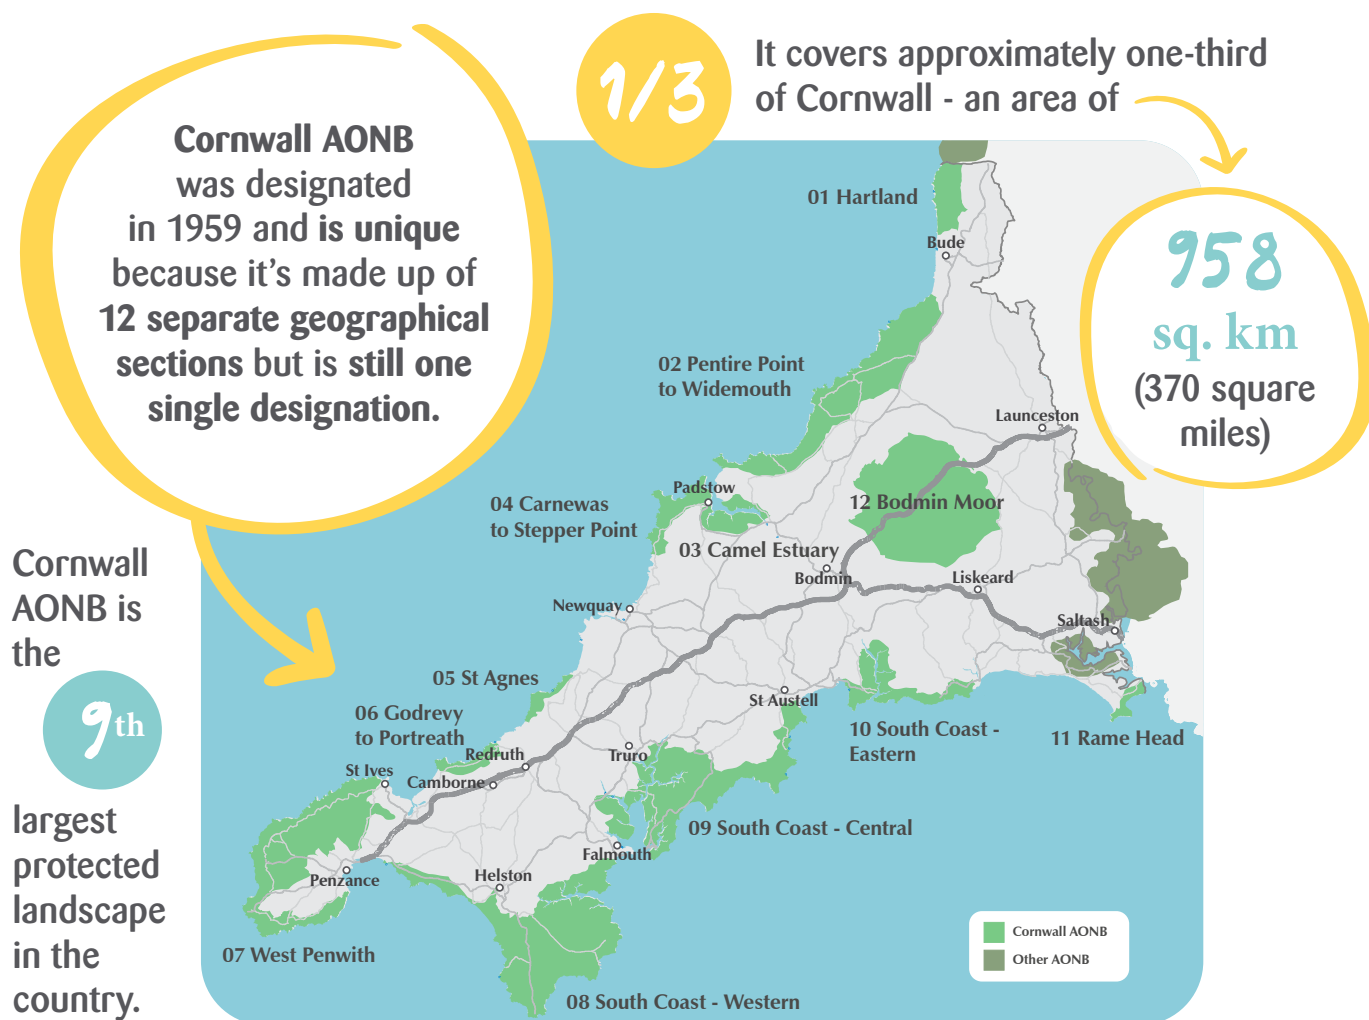 Cornwall AONB
was designated
in 1959 and is unique
because it's made up of
12 separate geographical
sections but is still one
single designation.
1/3
It covers approximately one-third
of Cornwall - an area of
958
sq. km
(370 square
miles)
Cornwall
AONB is
the
9th
largest
protected
landscape
in the
country.
01 Hartland
Bude
02 Pentire Point
to Widemouth
Launceston
Padstow
04 Carnewas
to Stepper Point
12 Bodmin Moor
03 Camel Estuary
Bodmin
Liskeard
Newquay
Saltash
05 St Agnes
St Austell
06 Godrevy
to Portreath
10 South Coast -
Eastern
11 Rame Head
Redruth
Truro
St Ives
Camborne
09 South Coast - Central
Falmouth
Penzance
Helston
07 West Penwith
08 South Coast - Western
Cornwall AONB
Other AONB